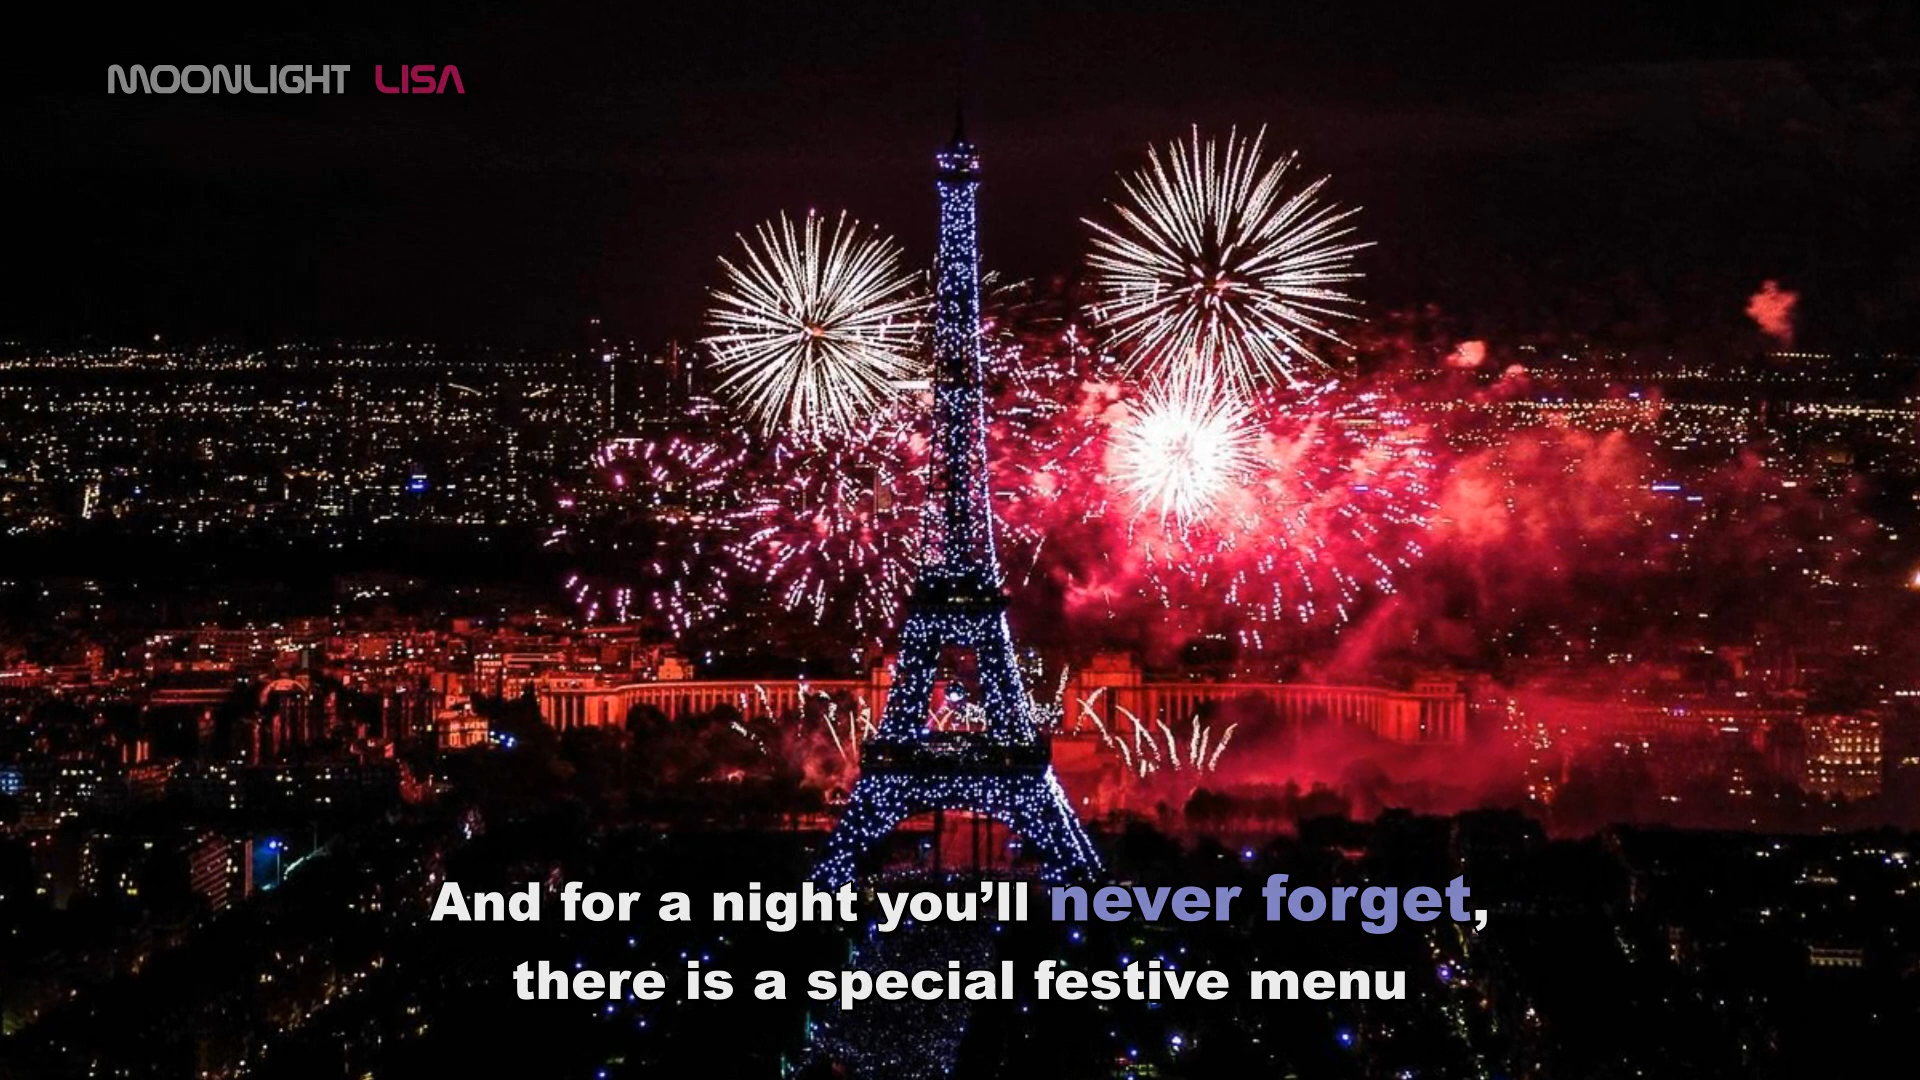 MOONLIGHT LISA
And for a night you’ll never forget,
there is a special festive menu